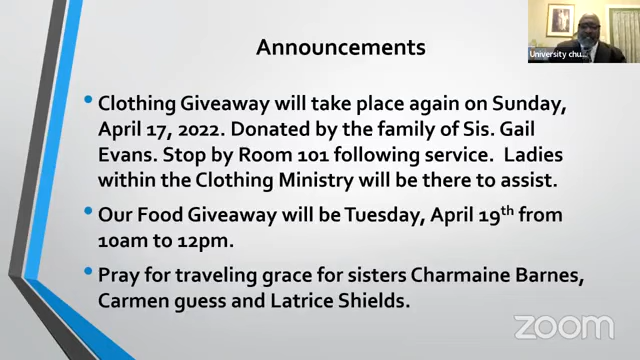 University chu...
Announcements
• Clothing Giveaway will take place again on Sunday,
April 17, 2022. Donated by the family of Sis. Gail
Evans. Stop by Room 101 following service. Ladies
within the Clothing Ministry will be there to assist.
• Our Food Giveaway will be Tuesday, April 19th from
10am to 12pm.
• Pray for traveling grace for sisters Charmaine Barnes,
Carmen guess and Latrice Shields.
zoom